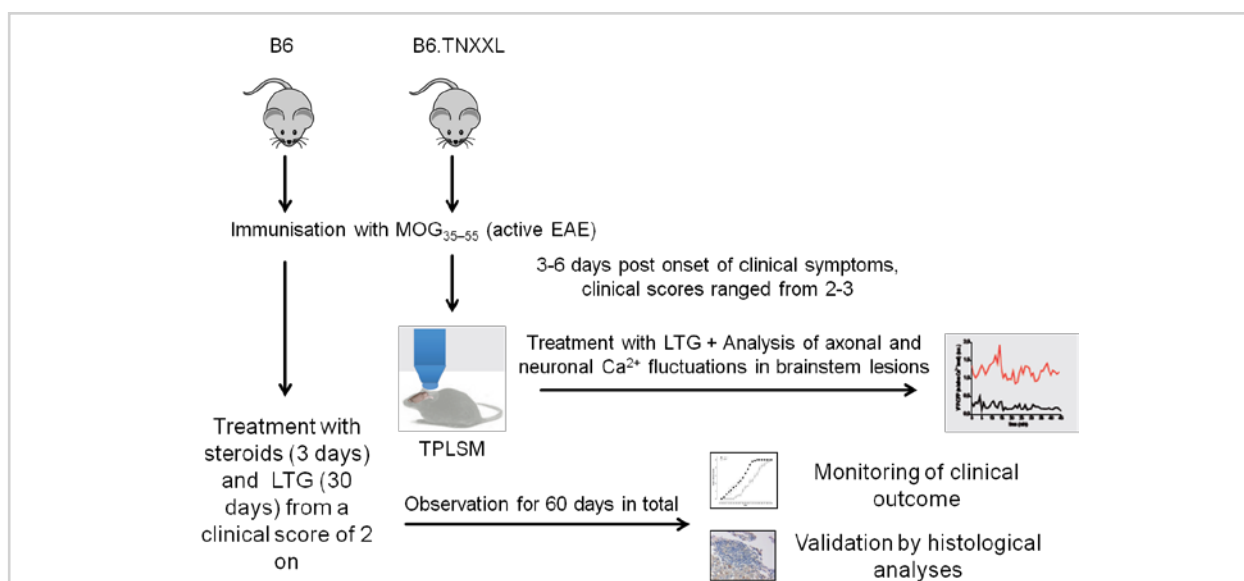 B6
B6.TNXXL
Immunisation with MOG35–55 (active EAE)
3-6 days post onset of clinical symptoms,
clinical scores ranged from 2-3
Treatment with LTG + Analysis of axonal and
neuronal Ca2+ fluctuations in brainstem lesions
TPLSM
Treatment with
steroids (3 days)
and LTG (30
days) from a
clinical score of 2
on
Observation for 60 days in total
Monitoring of clinical
outcome
Validation by histological
analyses